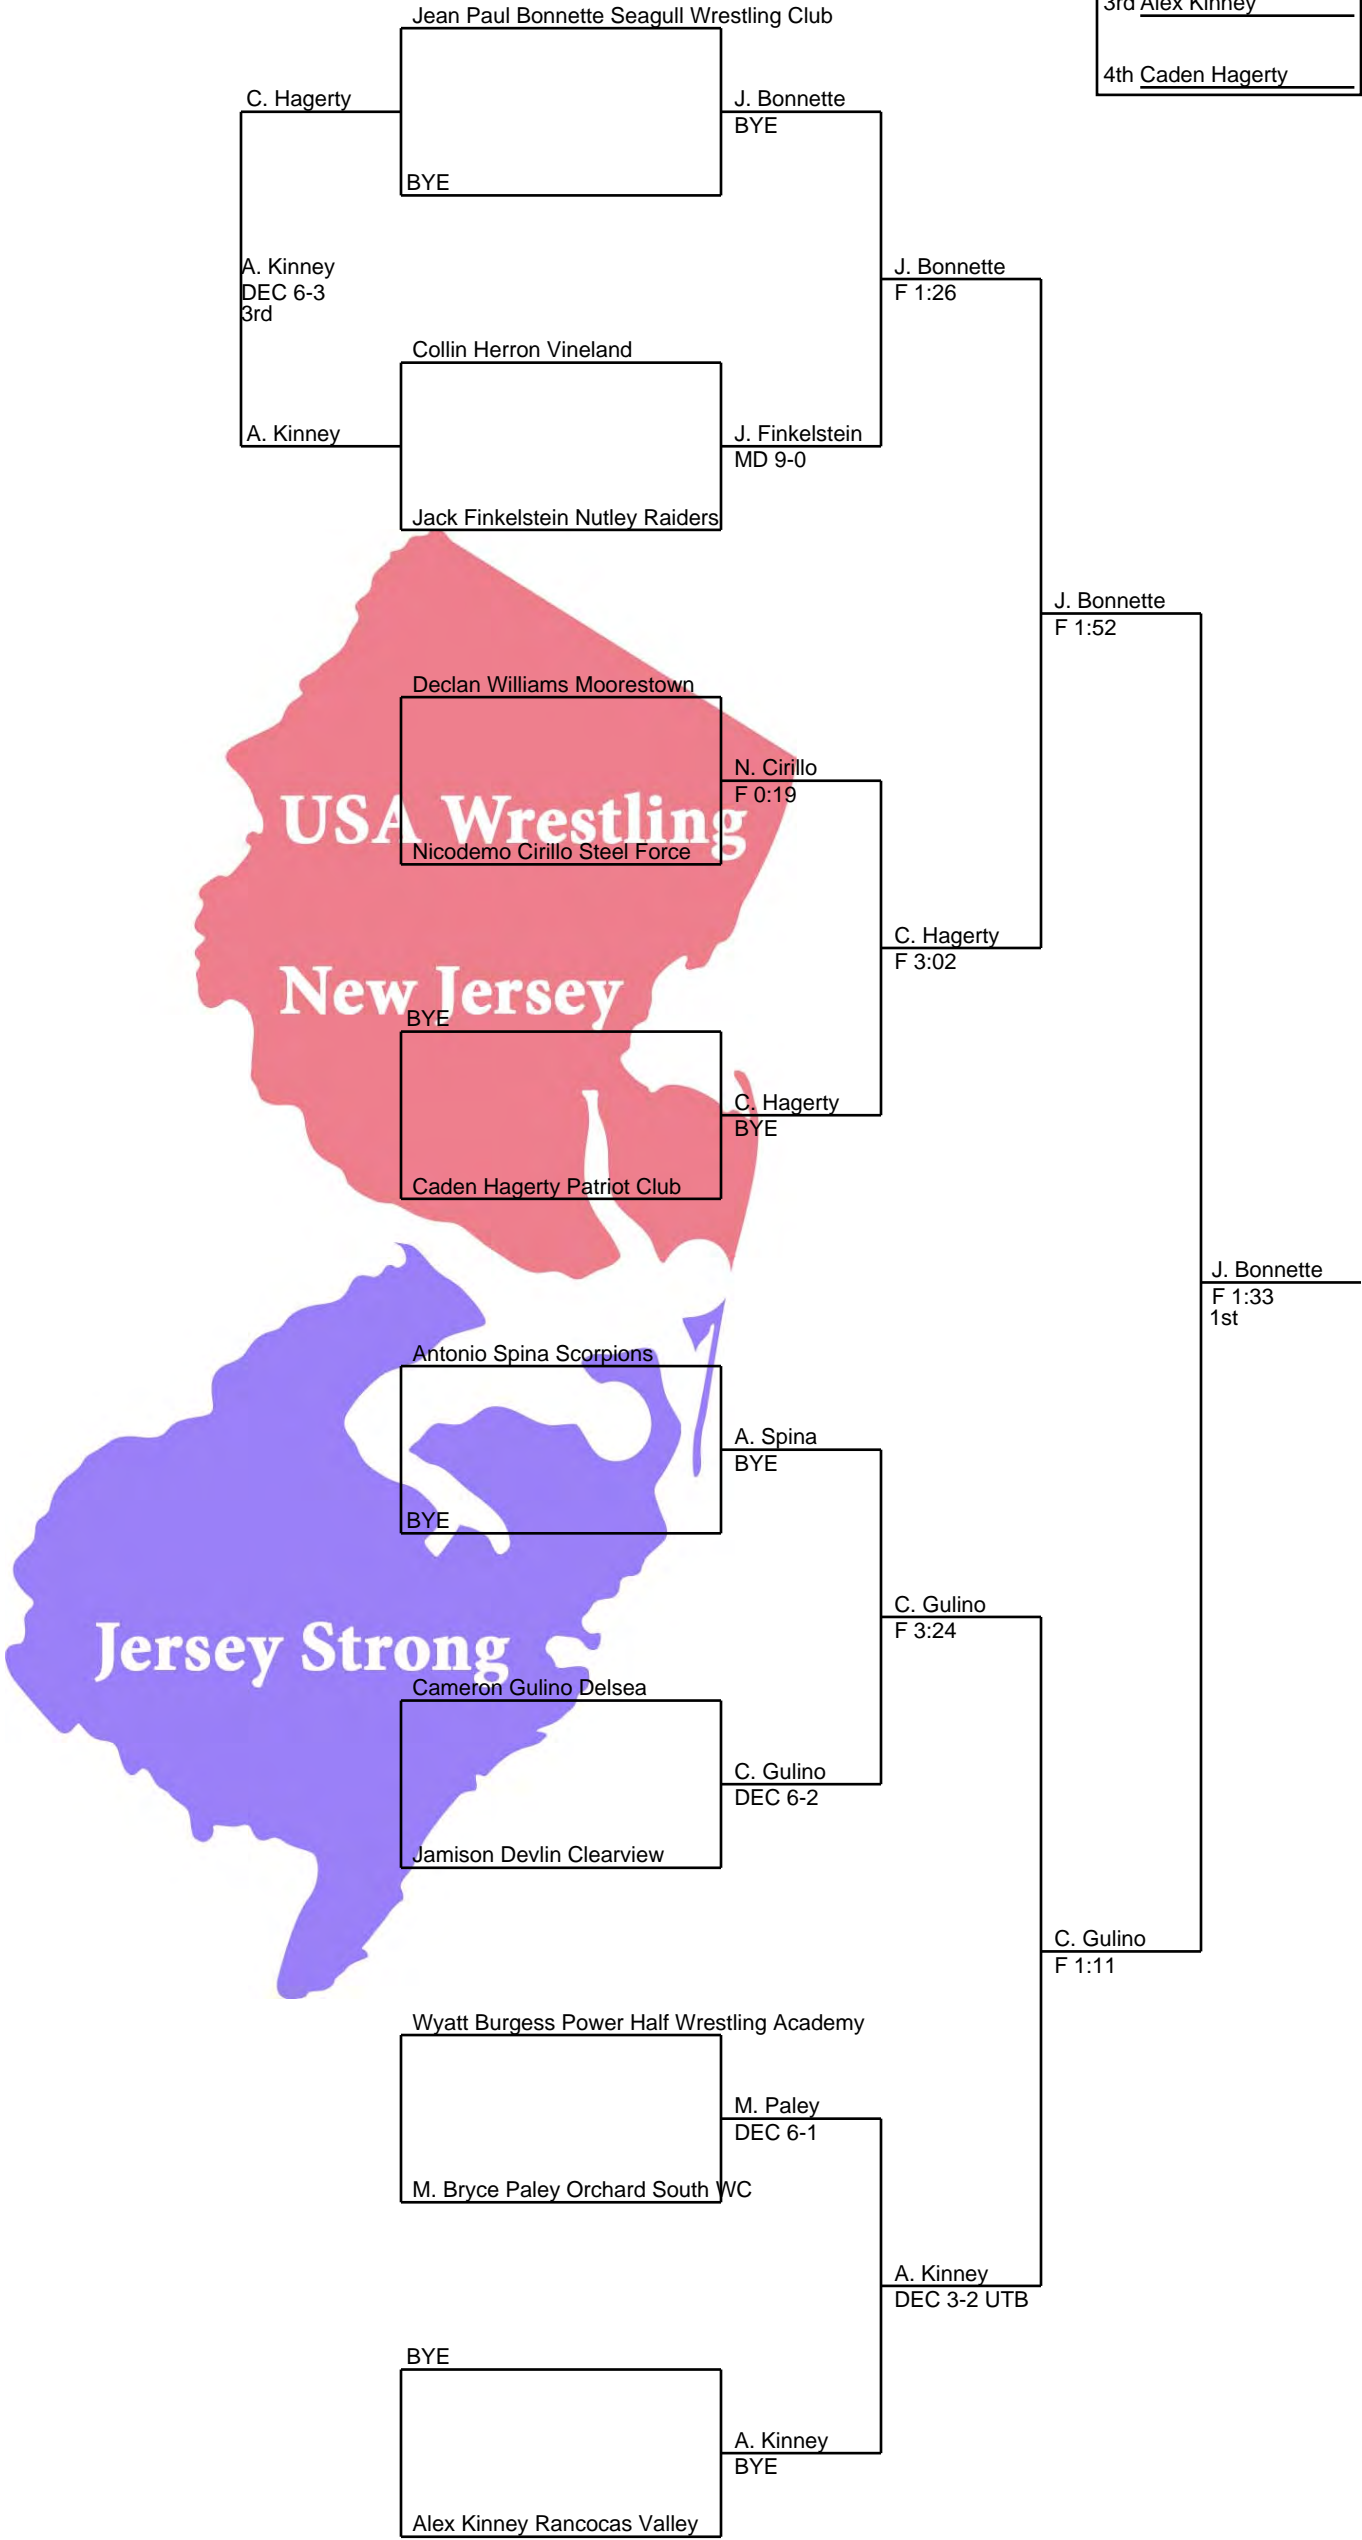 Jean Paul Bonnette Seagull Wrestling Club
3rd Alex Kinney
4th Caden Hagerty
C. Hagerty
J. Bonnette
BYE
BYE
A. Kinney
DEC 6-3
3rd
J. Bonnette
F 1:26
Collin Herron Vineland
A. Kinney
J. Finkelstein
MD 9-0
Jack Finkelstein Nutley Raiders
J. Bonnette
F 1:52
Declan Williams Moorestown
N. Cirillo
F 0:19
USA Wrestling
Nicodemo Cirillo Steel Force
C. Hagerty
F 3:02
New Jersey
BYE
C. Hagerty
BYE
Caden Hagerty Patriot Club
J. Bonnette
F 1:33
1st
Antonio Spina Scorpions
A. Spina
BYE
BYE
C. Gulino
F 3:24
Jersey Strong
Cameron Gulino Delsea
C. Gulino
DEC 6-2
Jamison Devlin Clearview
C. Gulino
F 1:11
Wyatt Burgess Power Half Wrestling Academy
M. Paley
DEC 6-1
M. Bryce Paley Orchard South WC
A. Kinney
DEC 3-2 UTB
BYE
A. Kinney
BYE
Alex Kinney Rancocas Valley